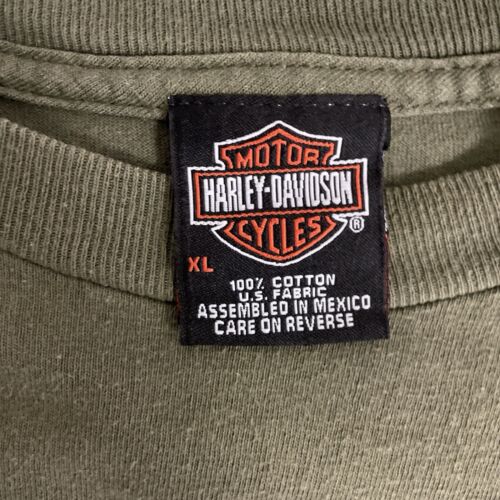 MOTOR
HARLEY-DAVIDSON
CYCLES®
XL
100% COTTON
U.S. FABRIC
ASSEMBLED IN MEXICO
CARE ON REVERSE